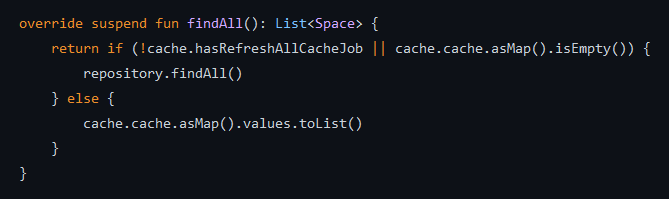 override suspend fun findAll(): List<Space> {
    return if (!cache.hasRefreshAllCacheJob || cache.cache.asMap().isEmpty()) {
        repository.findAll()
    } else {
        cache.cache.asMap().values.toList()
    }
}